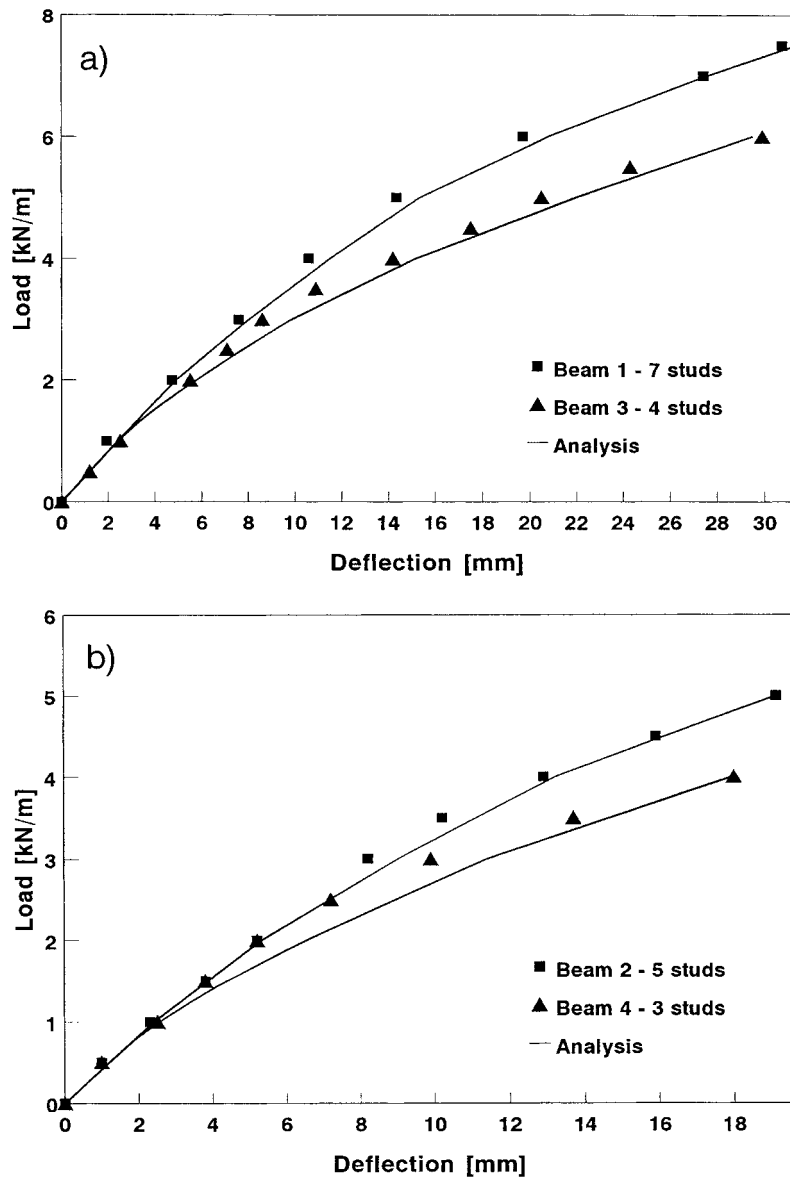 a)
Load [kN/m]
8
6
4
2
0
Beam 1 - 7 studs
Beam 3 - 4 studs
Analysis
0 2 4 6 8 10 12 14 16 18 20 22 24 26 28 30
Deflection [mm]
b)
Load [kN/m]
6
5
4
3
2
1
0
Beam 2 - 5 studs
Beam 4 - 3 studs
Analysis
0 2 4 6 8 10 12 14 16 18
Deflection [mm]